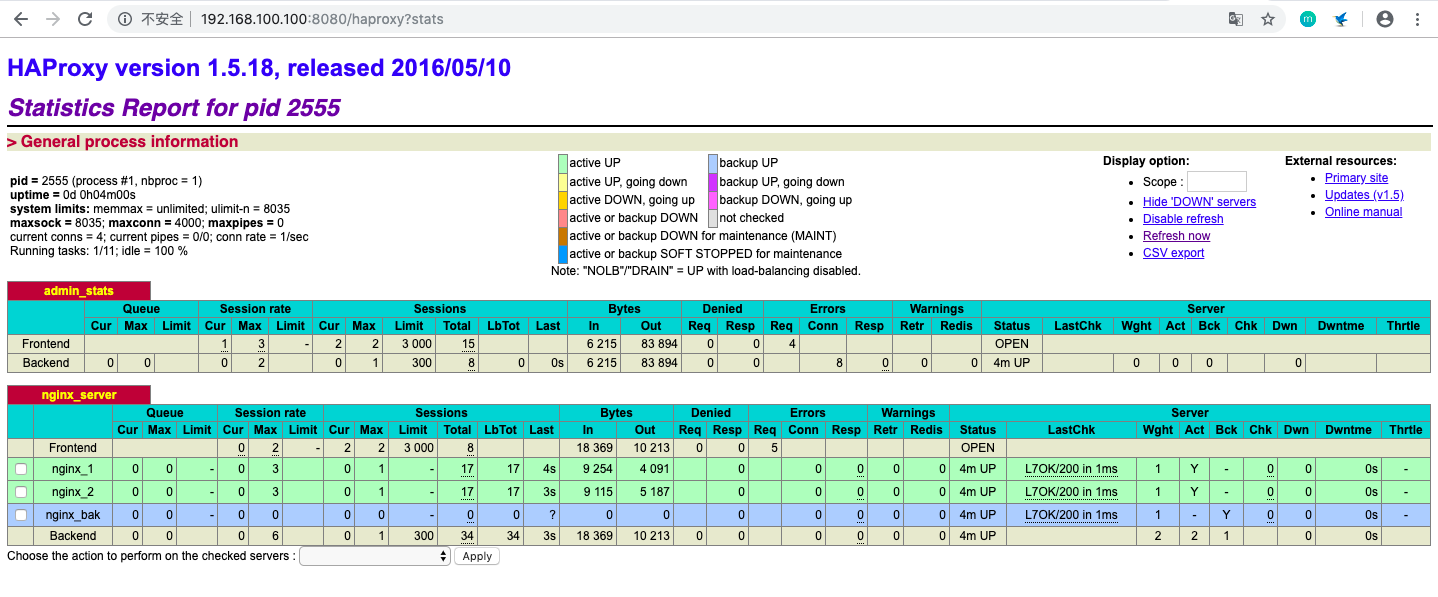 不安全 | 192.168.100.100:8080/haproxy?stats
HAProxy version 1.5.18, released 2016/05/10
Statistics Report for pid 2555
> General process information
pid = 2555 (process #1, nbproc = 1)
uptime = 0d 0h04m00s
system limits: memmax = unlimited; ulimit-n = 8035
maxsock = 8035; maxconn = 4000; maxpipes = 0
current conns = 4; current pipes = 0/0; conn rate = 1/sec
Running tasks: 1/11; idle = 100 %
active UP backup UP
active UP, going down backup UP, going down
active DOWN, going up backup DOWN, going up
active or backup DOWN not checked
active or backup DOWN for maintenance (MAINT)
active or backup SOFT STOPPED for maintenance
Note: "NOLB"/"DRAIN" = UP with load-balancing disabled.
Display option:
• Scope :
• Hide 'DOWN' servers
• Disable refresh
• Refresh now
• CSV export
External resources:
• Primary site
• Updates (v1.5)
• Online manual
admin_stats
Queue Session rate Sessions Bytes Denied Errors Warnings Server
Cur Max Limit Cur Max Limit Cur Max Limit Total LbTot Last In Out Req Resp Req Conn Resp Retr Redis Status LastChk Wght Act Bck Chk Dwn Dwntme Thrtle
Frontend 1 3 - 2 2 3 000 15 6 215 83 894 0 0 4 OPEN
Backend 0 0 0 2 0 1 300 8 0 0s 6 215 83 894 0 0 8 0 0 0 4m UP 0 0 0 0
nginx_server
Queue Session rate Sessions Bytes Denied Errors Warnings Server
Cur Max Limit Cur Max Limit Cur Max Limit Total LbTot Last In Out Req Resp Req Conn Resp Retr Redis Status LastChk Wght Act Bck Chk Dwn Dwntme Thrtle
Frontend 0 2 - 2 2 3 000 8 18 369 10 213 0 0 5 OPEN
nginx_1 0 0 - 0 3 0 1 - 17 17 4s 9 254 4 091 0 0 0 0 0 4m UP L7OK/200 in 1ms 1 Y - 0 0 0s -
nginx_2 0 0 - 0 3 0 1 - 17 17 3s 9 115 5 187 0 0 0 0 0 4m UP L7OK/200 in 1ms 1 Y - 0 0 0s -
nginx_bak 0 0 - 0 0 0 0 - 0 0 ? 0 0 0 0 0 0 0 4m UP L7OK/200 in 1ms 1 - Y 0 0 0s -
Backend 0 0 0 6 0 1 300 34 34 3s 18 369 10 213 0 0 0 0 0 0 4m UP 2 2 1 0 0s
Choose the action to perform on the checked servers : Apply